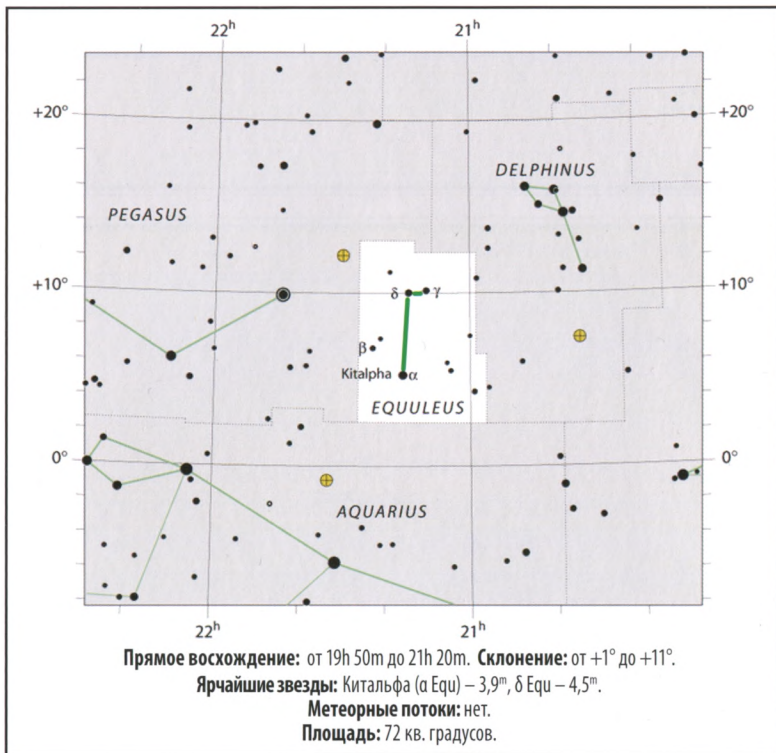 22h 21h
+20° +20°
DELPHINUS
PEGASUS
+10° δ γ +10°
β
Kitalpha α
EQUULEUS
0° 0°
AQUARIUS
22h 21h
Прямое восхождение: от 19h 50m до 21h 20m. Склонение: от +1° до +11°.
Ярчайшие звезды: Китальфа (α Equ) – 3,9ᵐ, δ Equ – 4,5ᵐ.
Метеорные потоки: нет.
Площадь: 72 кв. градусов.